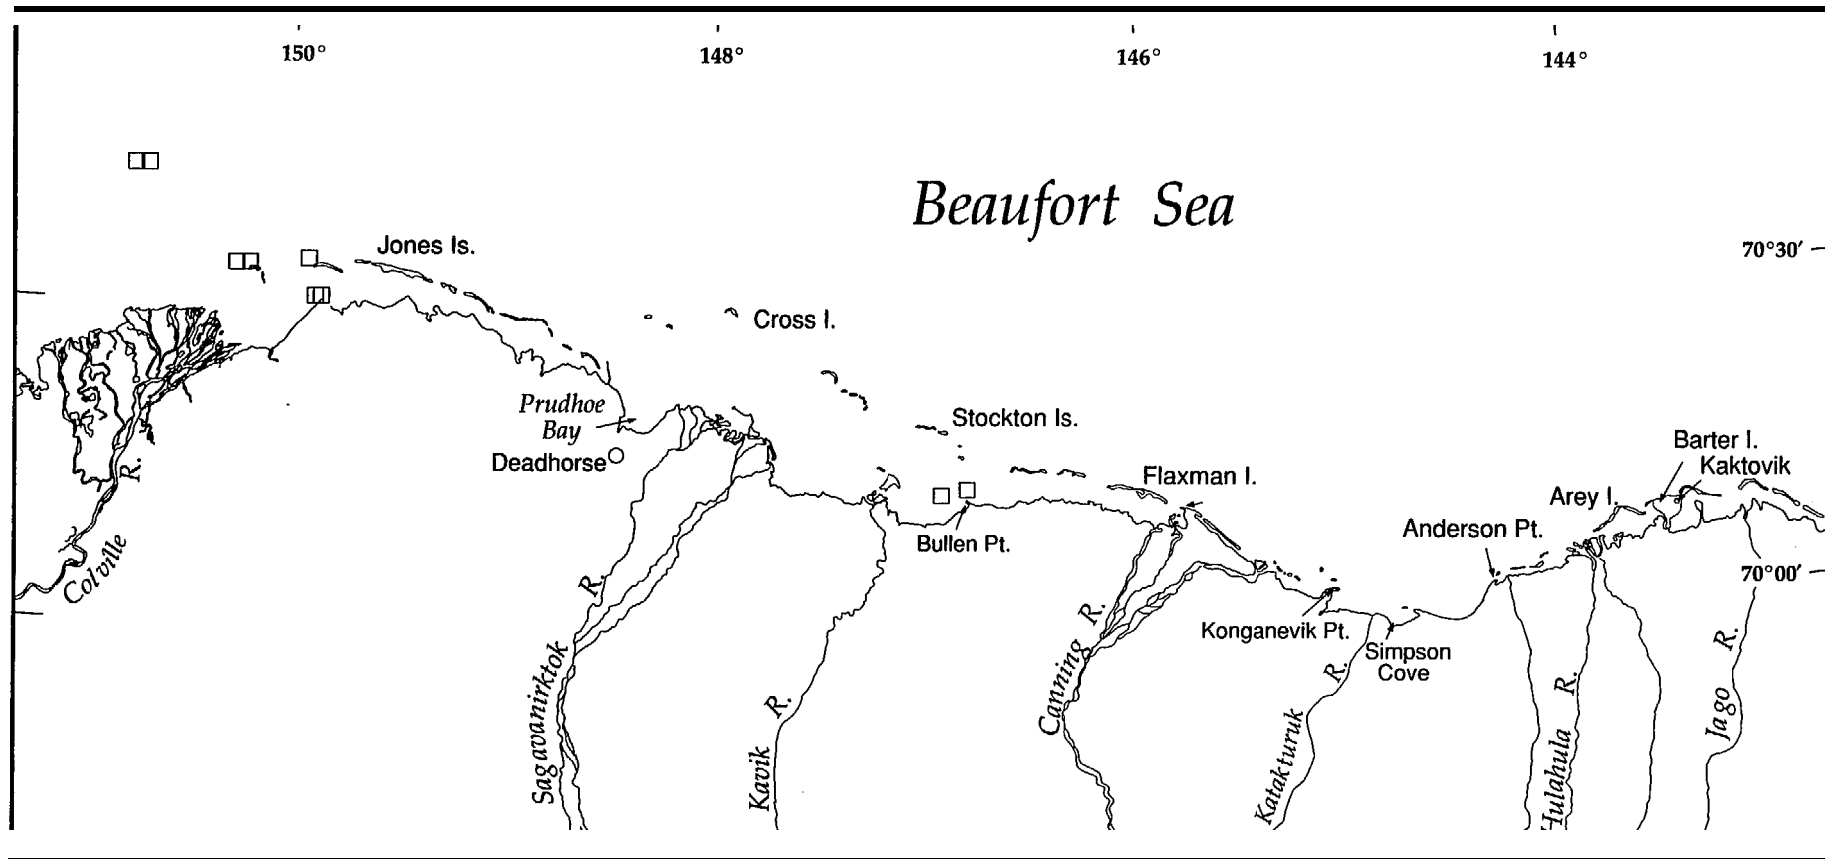 150°
148°
146°
144°
Beaufort Sea
Jones Is.
70°30'
Cross I.
Prudhoe
Bay
Deadhorse
Stockton Is.
Flaxman I.
Barter I.
Kaktovik
Arey I.
Anderson Pt.
Bullen Pt.
70°00'
Colville
R.
Sagavanirktok
R.
Kavik
R.
Canning
R.
Konganevik Pt.
Simpson
Cove
Katakturuk
R.
Hulahula
R.
Jago
R.